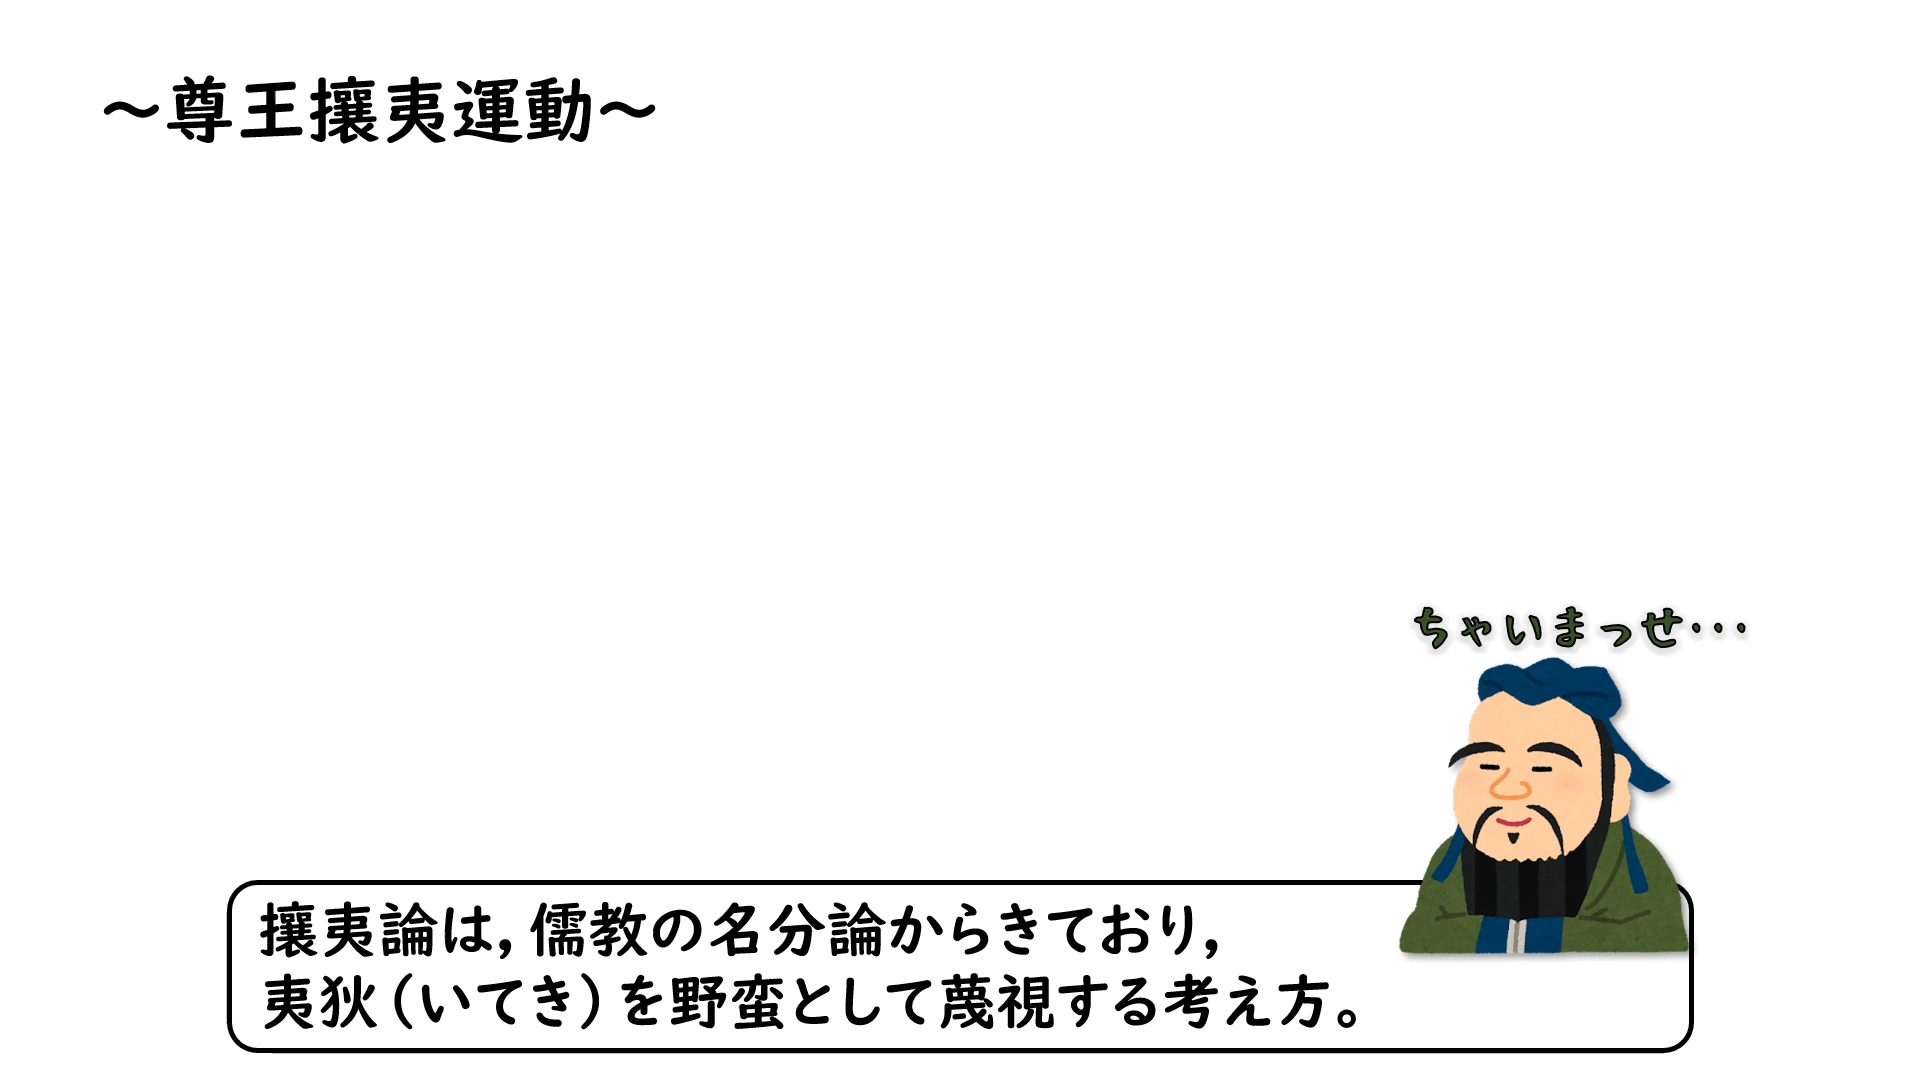 ～尊王攘夷運動～
ちゃいまっせ・・・
攘夷論は，儒教の名分論からきており，
夷狄（いてき）を野蛮として蔑視する考え方。